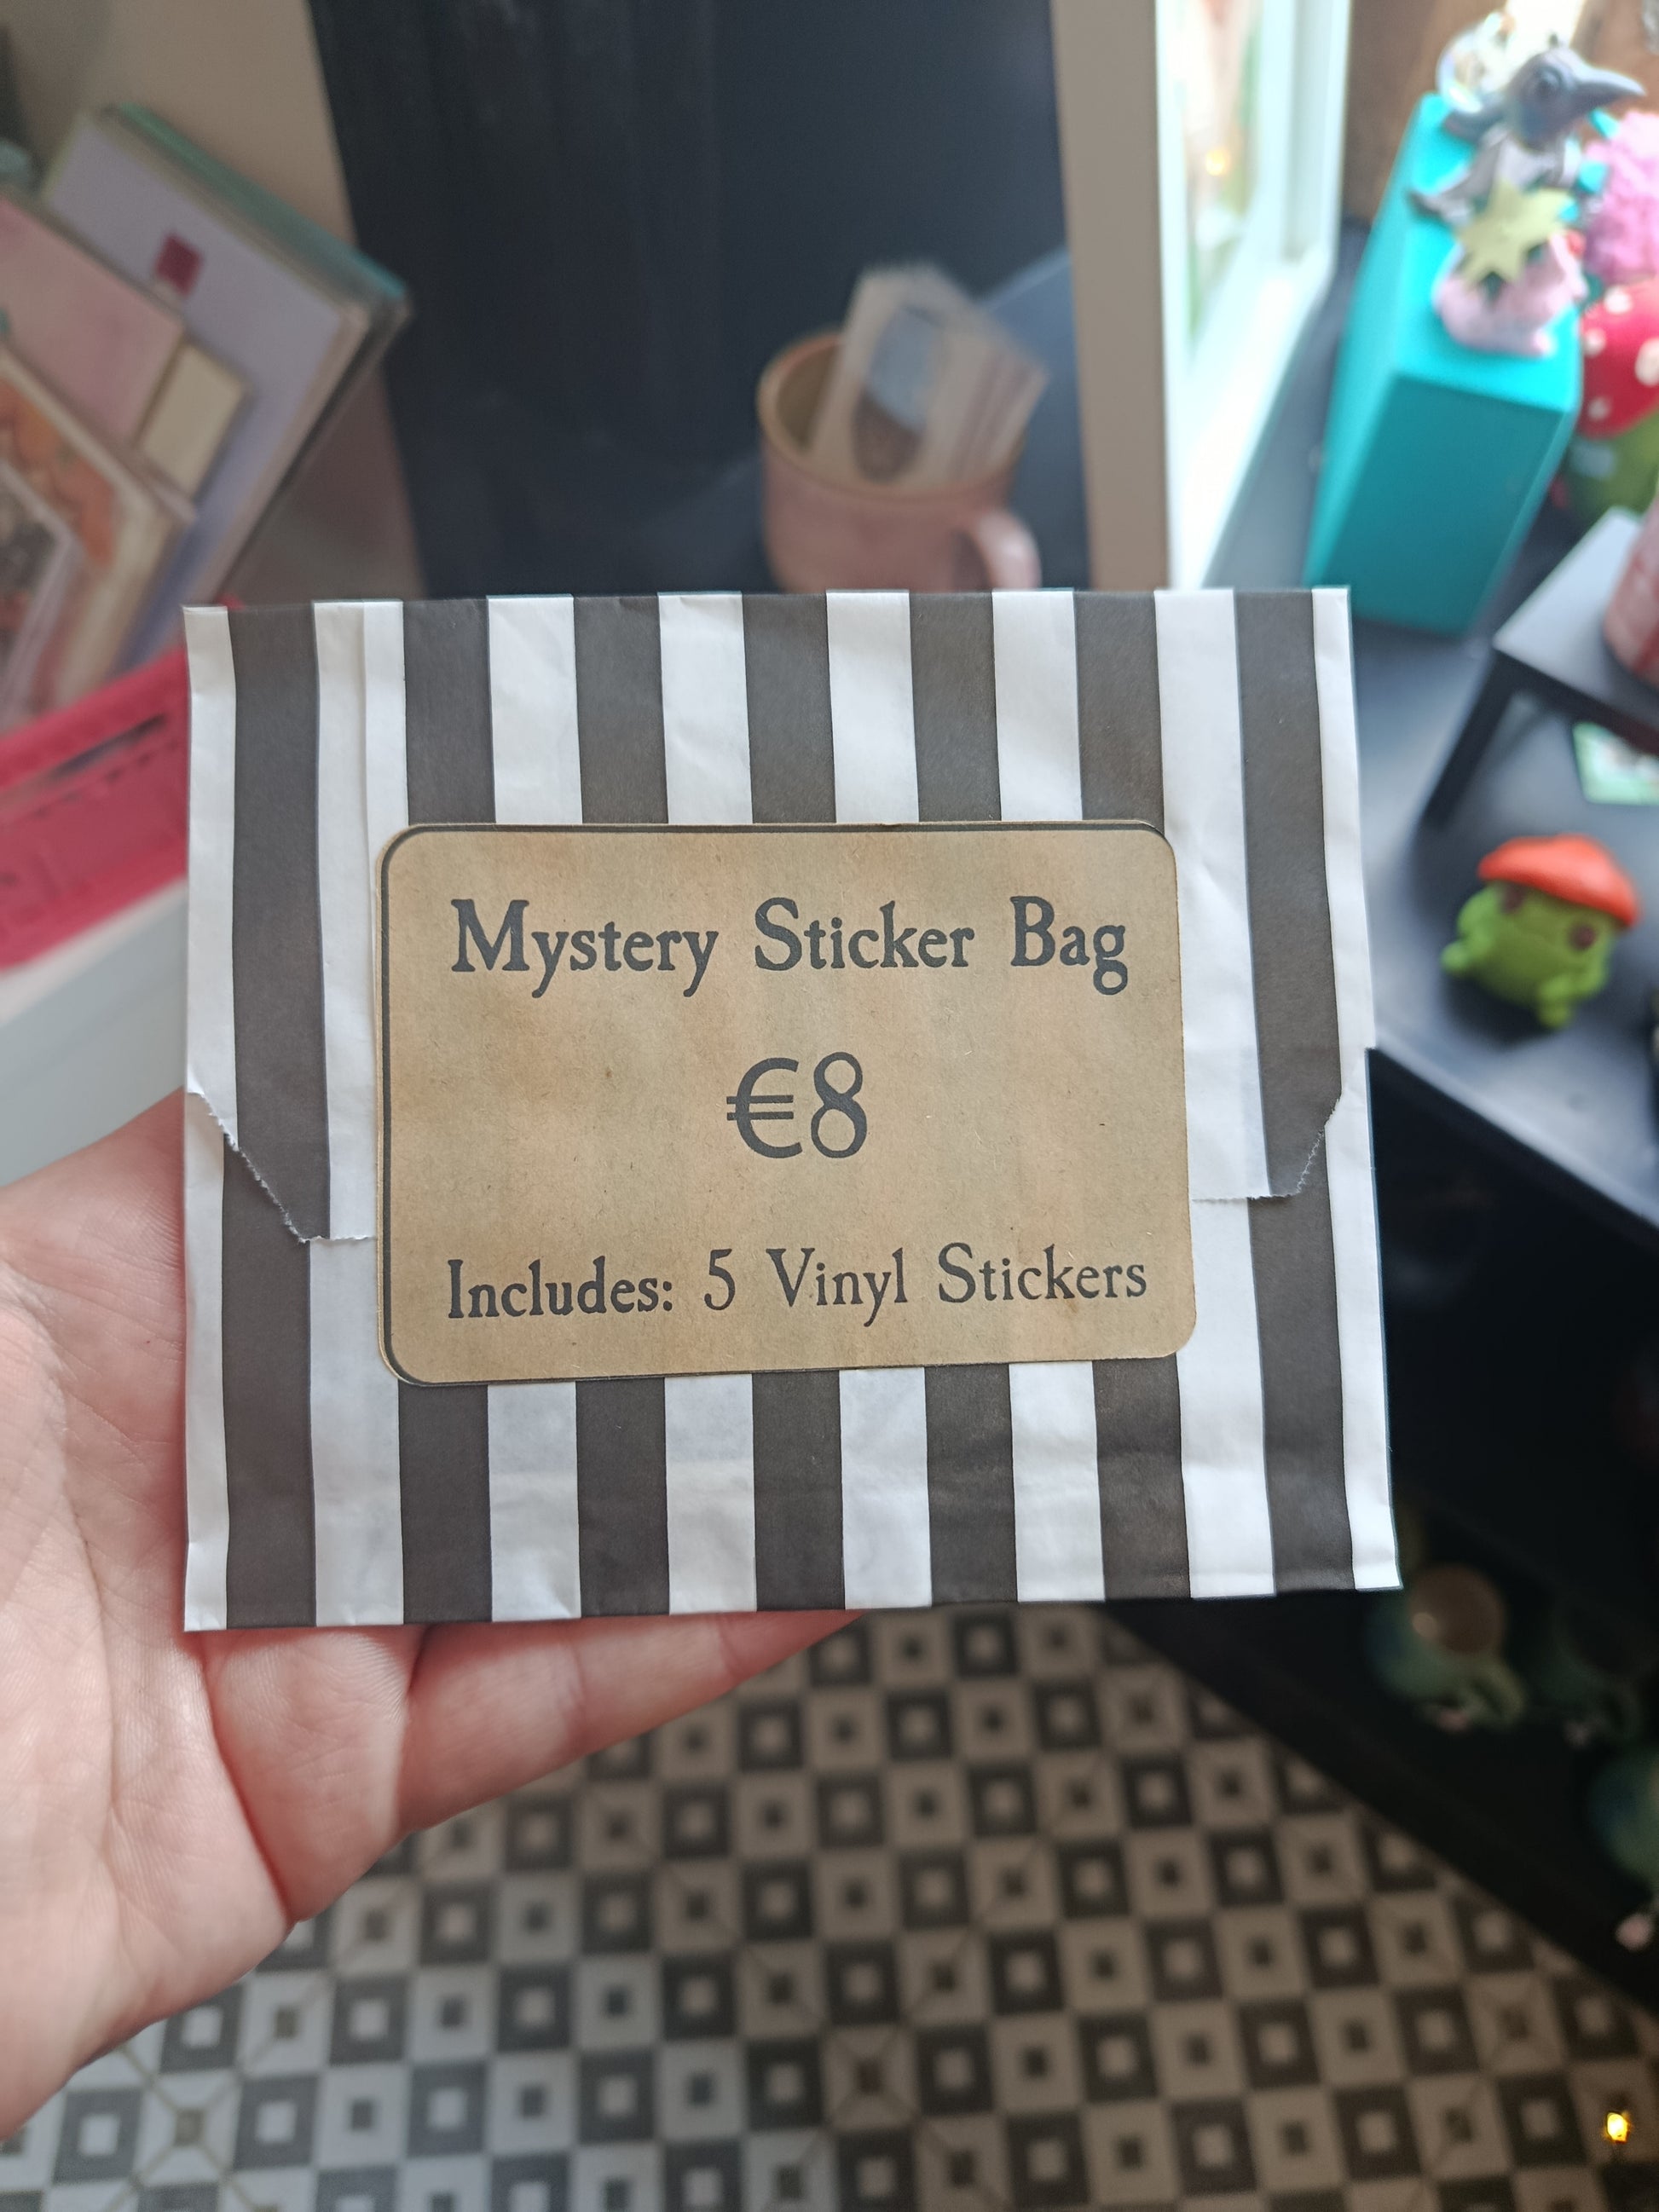 Mystery Sticker Bag
€8
Includes: 5 Vinyl Stickers